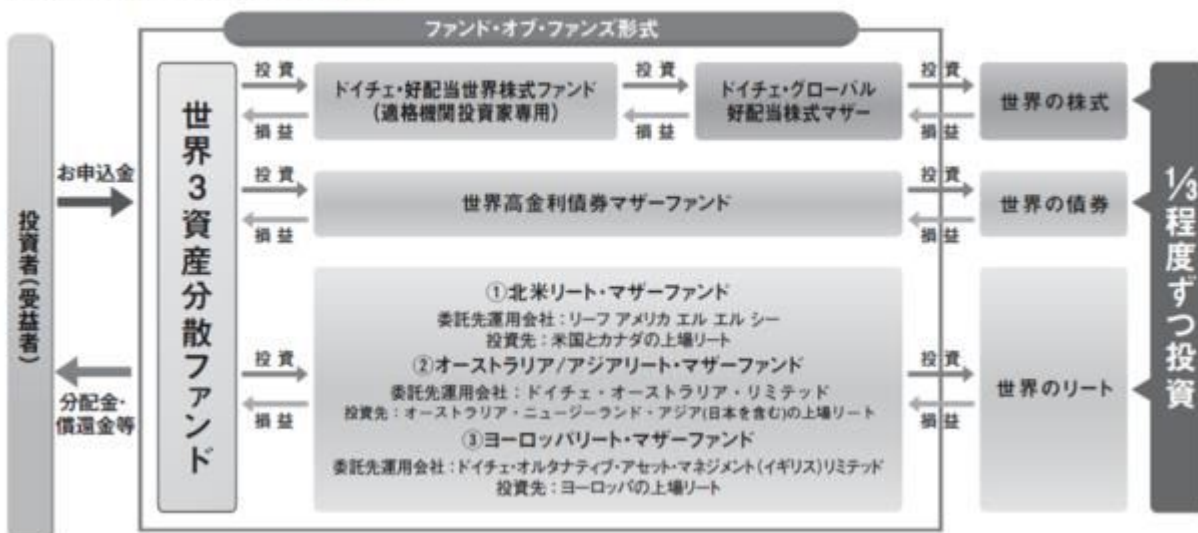 ファンド・オブ・ファンズ形式
投資者(受益者)
お申込金
分配金・
償還金等
世界3資産分散ファンド
投資
損益
ドイチェ・好配当世界株式ファンド
(適格機関投資家専用)
投資
損益
ドイチェ・グローバル
好配当株式マザー
投資
損益
世界の株式
投資
損益
世界高金利債券マザーファンド
投資
損益
世界の債券
投資
損益
①北米リート・マザーファンド
委託先運用会社:リーフ アメリカ エル エル シー
投資先:米国とカナダの上場リート
②オーストラリア/アジアリート・マザーファンド
委託先運用会社:ドイチェ・オーストラリア・リミテッド
投資先:オーストラリア・ニュージーランド・アジア(日本を含む)の上場リート
③ヨーロッパリート・マザーファンド
委託先運用会社:ドイチェ・オルタナティブ・アセット・マネジメント(イギリス)リミテッド
投資先:ヨーロッパの上場リート
投資
損益
世界のリート
1/3程度ずつ投資